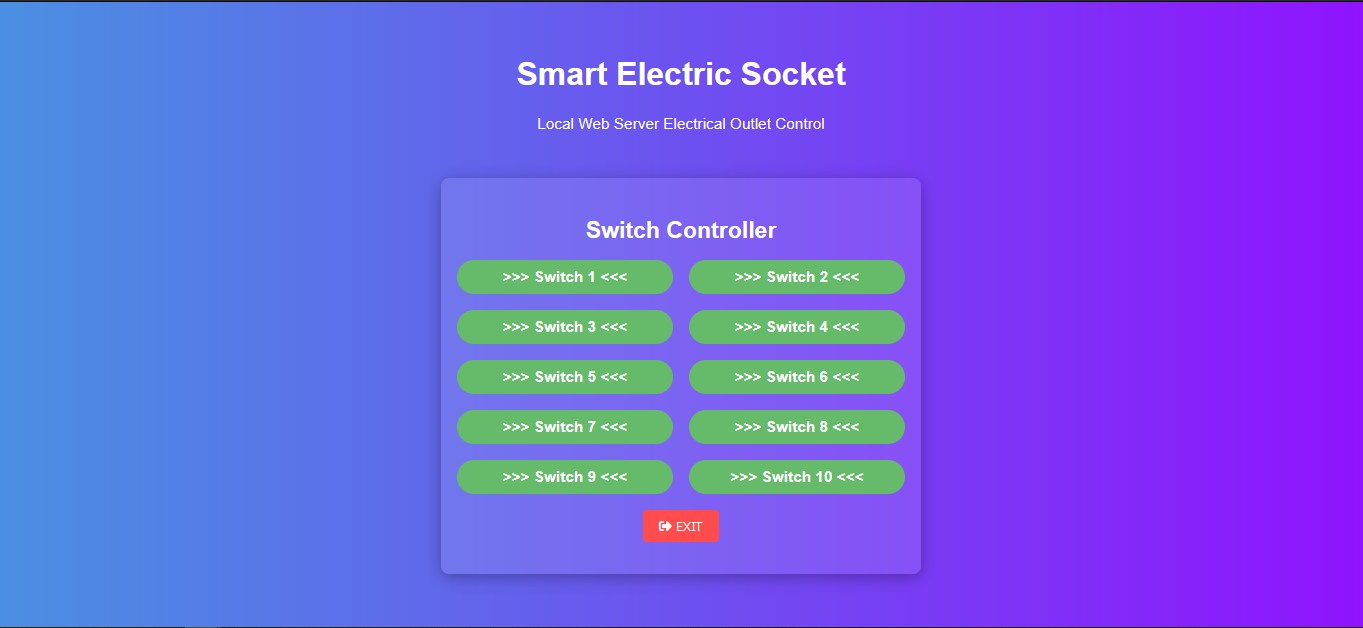 Smart Electric Socket
Local Web Server Electrical Outlet Control
Switch Controller
>>> Switch 1 <<<
>>> Switch 2 <<<
>>> Switch 3 <<<
>>> Switch 4 <<<
>>> Switch 5 <<<
>>> Switch 6 <<<
>>> Switch 7 <<<
>>> Switch 8 <<<
>>> Switch 9 <<<
>>> Switch 10 <<<
EXIT